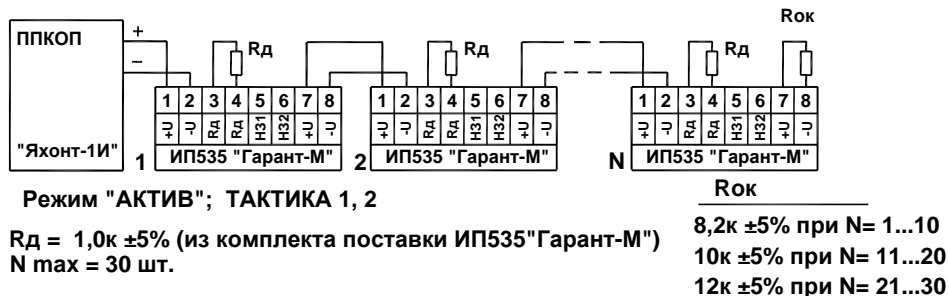 Rок
ППКОП
+
–
Rд
Rд
Rд
1 2 3 4 5 6 7 8
1 2 3 4 5 6 7 8
1 2 3 4 5 6 7 8
+U -U Rд Rд НЗ1 НЗ2 +U -U
+U -U Rд Rд НЗ1 НЗ2 +U -U
+U -U Rд Rд НЗ1 НЗ2 +U -U
"Яхонт-1И"
1 ИП535 "Гарант-М"
2 ИП535 "Гарант-М"
N ИП535 "Гарант-М"
Режим "АКТИВ"; ТАКТИКА 1, 2
Rд = 1,0к ±5% (из комплекта поставки ИП535"Гарант-М")
N max = 30 шт.
Rок
8,2к ±5% при N= 1...10
10к ±5% при N= 11...20
12к ±5% при N= 21...30